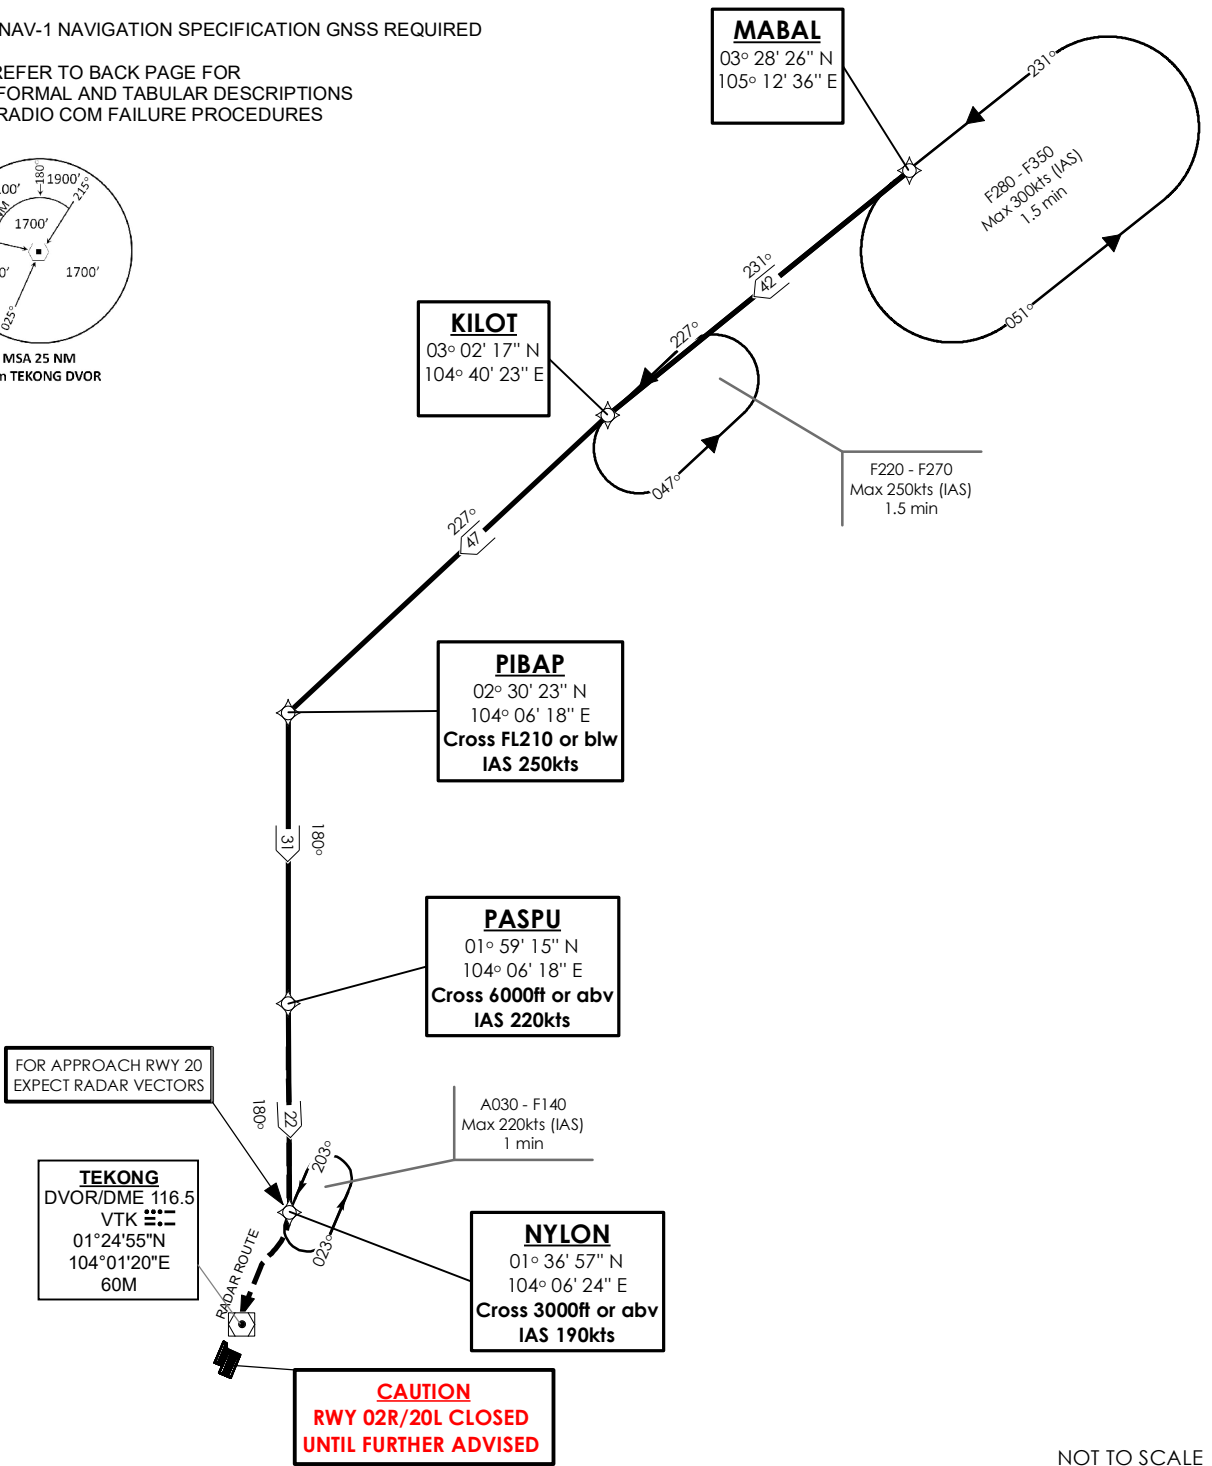 NAV-1 NAVIGATION SPECIFICATION GNSS REQUIRED
REFER TO BACK PAGE FOR
FORMAL AND TABULAR DESCRIPTIONS
RADIO COM FAILURE PROCEDURES
180°
1900'
215°
1700'
1700'
025°
MSA 25 NM
TEKONG DVOR
MABAL
03° 28' 26" N
105° 12' 36" E
231°
F280 - F350
Max 300kts (IAS)
1.5 min
051°
231°
42
KILOT
03° 02' 17" N
104° 40' 23" E
227°
047°
F220 - F270
Max 250kts (IAS)
1.5 min
227°
47
PIBAP
02° 30' 23" N
104° 06' 18" E
Cross FL210 or blw
IAS 250kts
31
180°
PASPU
01° 59' 15" N
104° 06' 18" E
Cross 6000ft or abv
IAS 220kts
FOR APPROACH RWY 20
EXPECT RADAR VECTORS
180°
22
A030 - F140
Max 220kts (IAS)
1 min
203°
023°
TEKONG
DVOR/DME 116.5
VTK
01°24'55"N
104°01'20"E
60M
RADAR ROUTE
NYLON
01° 36' 57" N
104° 06' 24" E
Cross 3000ft or abv
IAS 190kts
CAUTION
RWY 02R/20L CLOSED
UNTIL FURTHER ADVISED
NOT TO SCALE